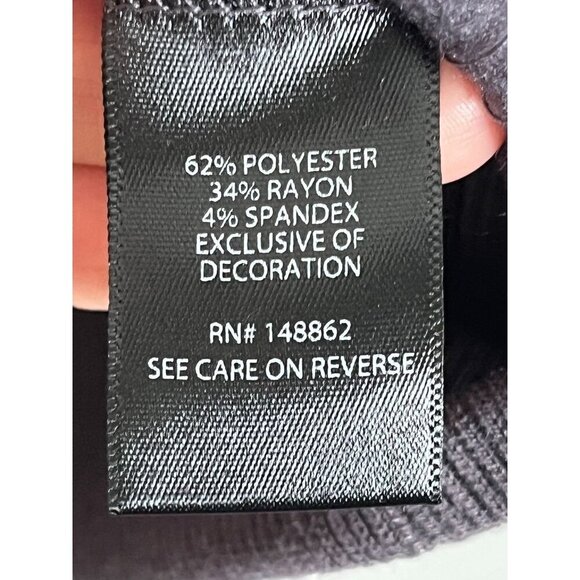 62% POLYESTER
34% RAYON
4% SPANDEX
EXCLUSIVE OF
DECORATION
RN# 148862
SEE CARE ON REVERSE